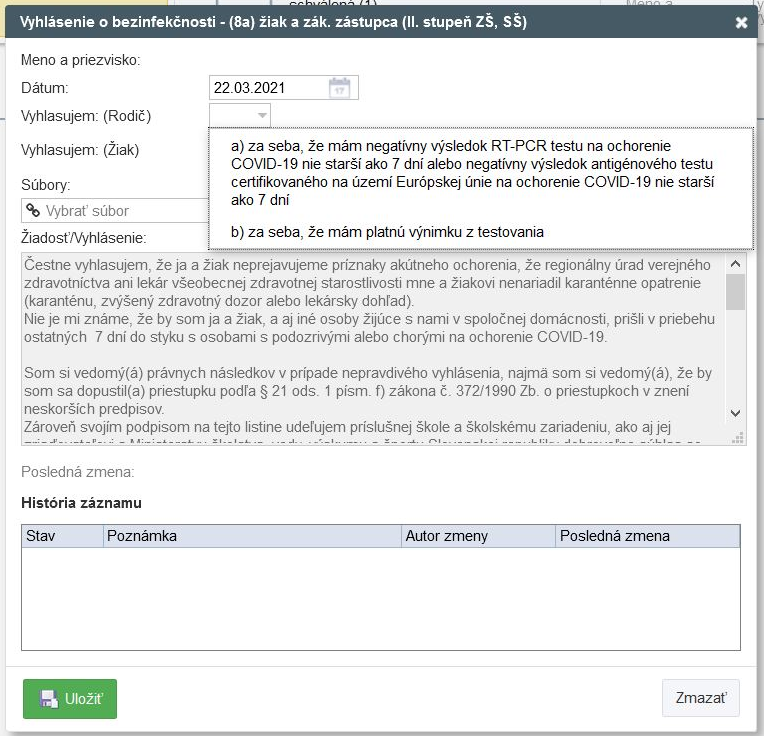 Vyhlásenie o bezinfekčnosti - (8a) žiak a zák. zástupca (II. stupeň ZŠ, SŠ)
Meno a priezvisko:
Dátum:
22.03.2021
Vyhlasujem: (Rodič)
a) za seba, že mám negatívny výsledok RT-PCR testu na ochorenie
COVID-19 nie starší ako 7 dní alebo negatívny výsledok antigénového testu
certifikovaného na území Európskej únie na ochorenie COVID-19 nie starší
ako 7 dní
b) za seba, že mám platnú výnimku z testovania
Vyhlasujem: (Žiak)
Súbory:
Vybrať súbor
Žiadosť/Vyhlásenie:
Čestne vyhlasujem, že ja a žiak neprejavujeme príznaky akútneho ochorenia, že regionálny úrad verejného
zdravotníctva ani lekár všeobecnej zdravotnej starostlivosti mne a žiakovi nenariadil karanténne opatrenie
(karanténu, zvýšený zdravotný dozor alebo lekársky dohľad).
Nie je mi známe, že by som ja a žiak, a aj iné osoby žijúce s nami v spoločnej domácnosti, prišli v priebehu
ostatných 7 dní do styku s osobami s podozrivými alebo chorými na ochorenie COVID-19.
Som si vedomý(á) právnych následkov v prípade nepravdivého vyhlásenia, najmä som si vedomý(á), že by
som sa dopustil(a) priestupku podľa § 21 ods. 1 písm. f) zákona č. 372/1990 Zb. o priestupkoch v znení
neskorších predpisov.
Zároveň svojím podpisom na tejto listine udeľujem príslušnej škole a školskému zariadeniu, ako aj jej
Posledná zmena:
História záznamu
Stav Poznámka Autor zmeny Posledná zmena
Uložiť
Zmazať